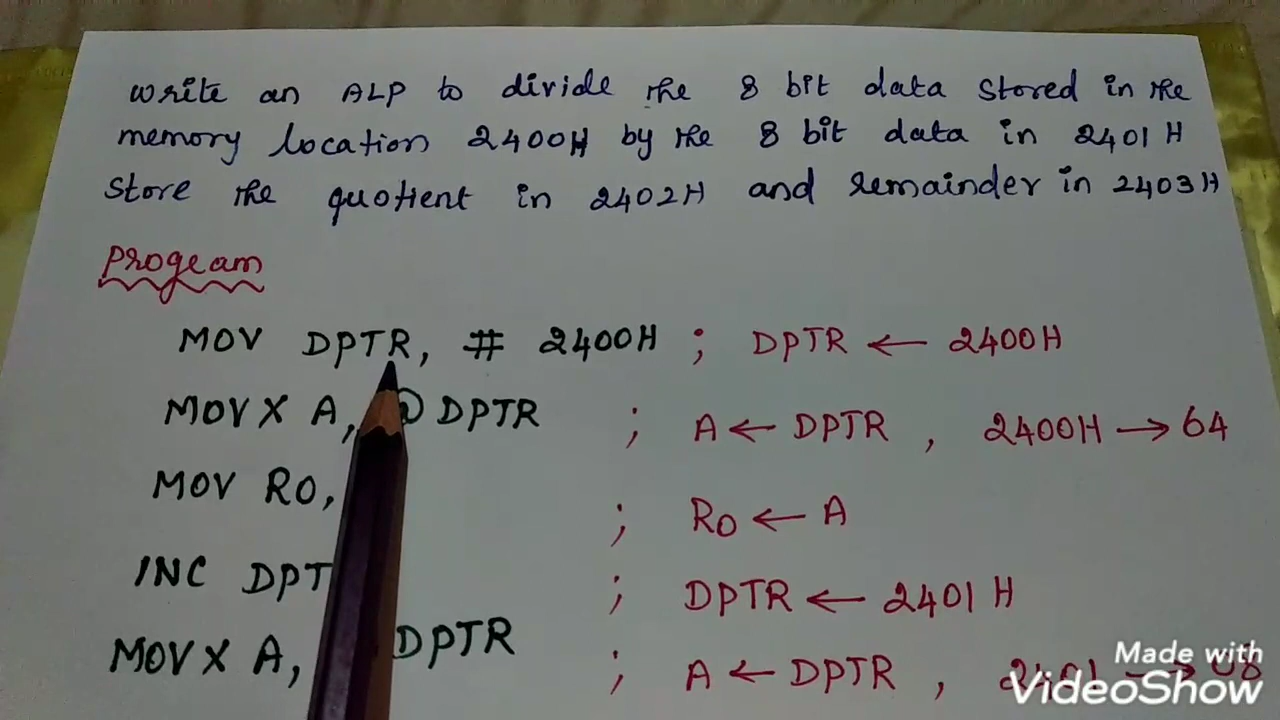 write an ALP to divide the 8 bit data stored in the
memory location 2400H by the 8 bit data in 2401 H
store the quotient in 2402H and remainder in 2403H
Program
MOV DPTR, # 2400H ; DPTR ← 2400H
MOVX A, @ DPTR ; A ← DPTR , 2400H → 64
MOV R0, ; R0 ← A
INC DPT ; DPTR ← 2401 H
MOVX A, DPTR ; A ← DPTR , 2401 → 08
Made with
VideoShow